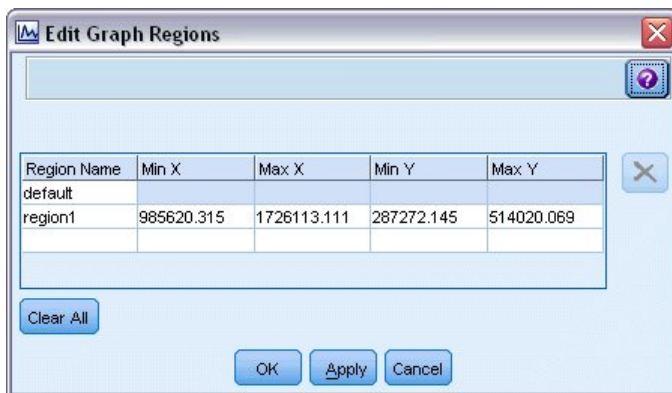 Edit Graph Regions
Region Name Min X Max X Min Y Max Y
default
region1 985620.315 1726113.111 287272.145 514020.069
Clear All
OK Apply Cancel